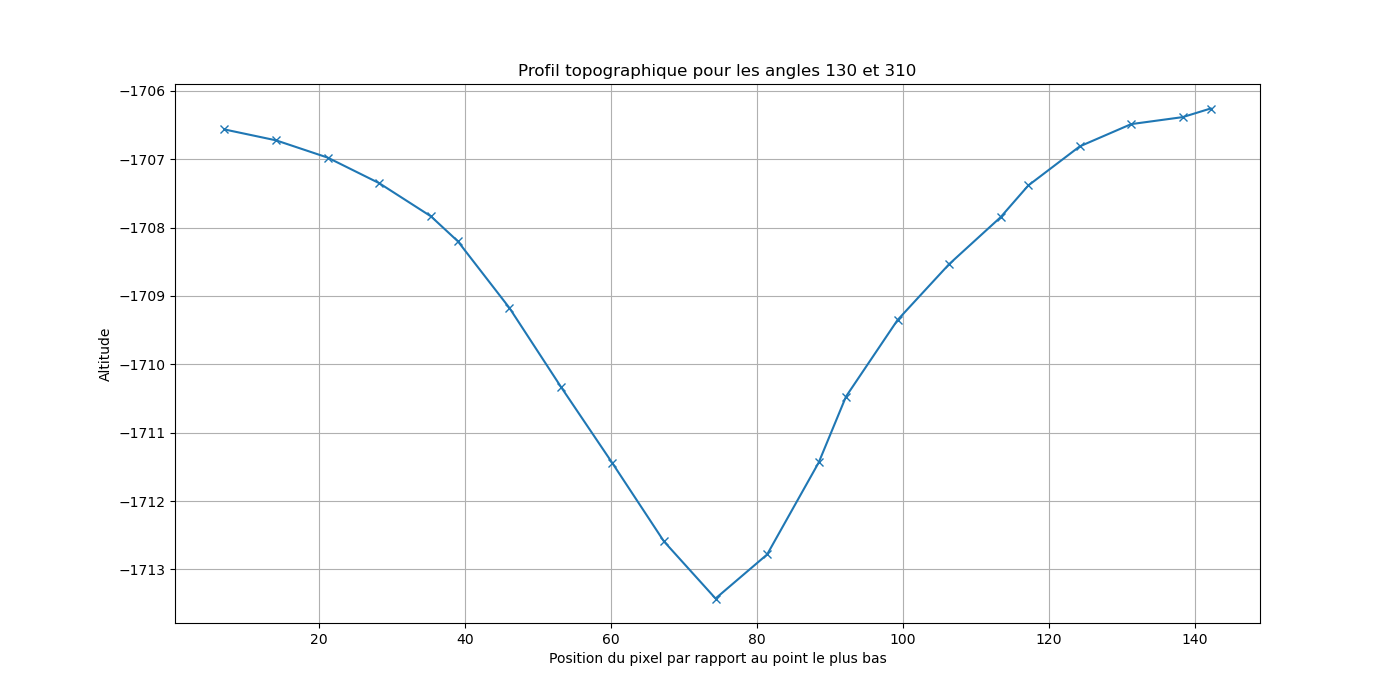 Profil topographique pour les angles 130 et 310
Altitude
−1706
−1707
−1708
−1709
−1710
−1711
−1712
−1713
20 40 60 80 100 120 140
Position du pixel par rapport au point le plus bas